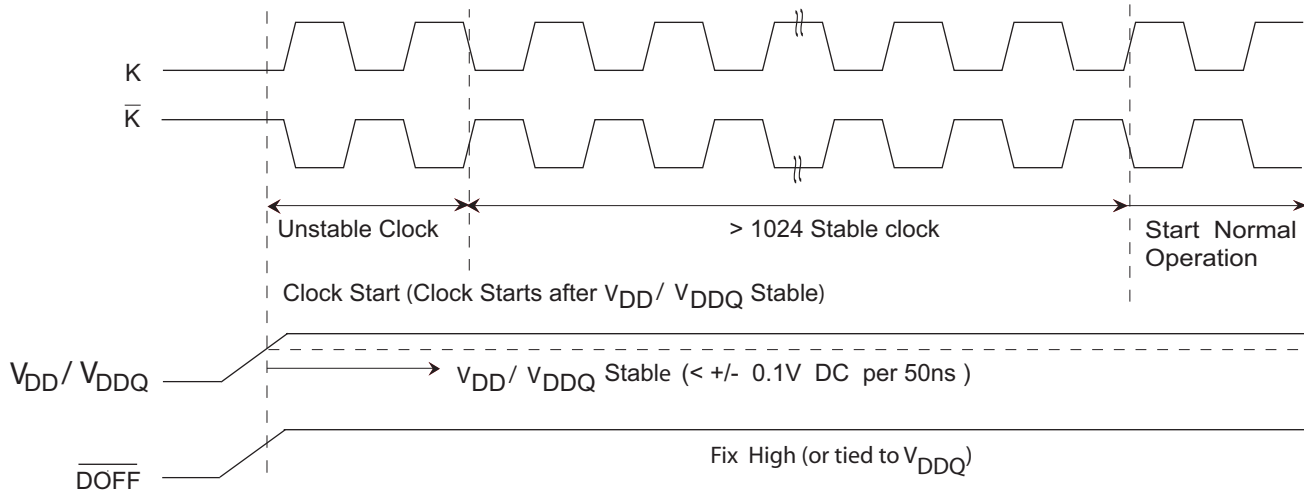 K
K̅
Unstable Clock
> 1024 Stable clock
Start Normal
Operation
Clock Start (Clock Starts after VDD / VDDQ Stable)
VDD / VDDQ
VDD / VDDQ Stable (< +/- 0.1V DC per 50ns )
Fix High (or tied to VDDQ)
D̅O̅F̅F̅